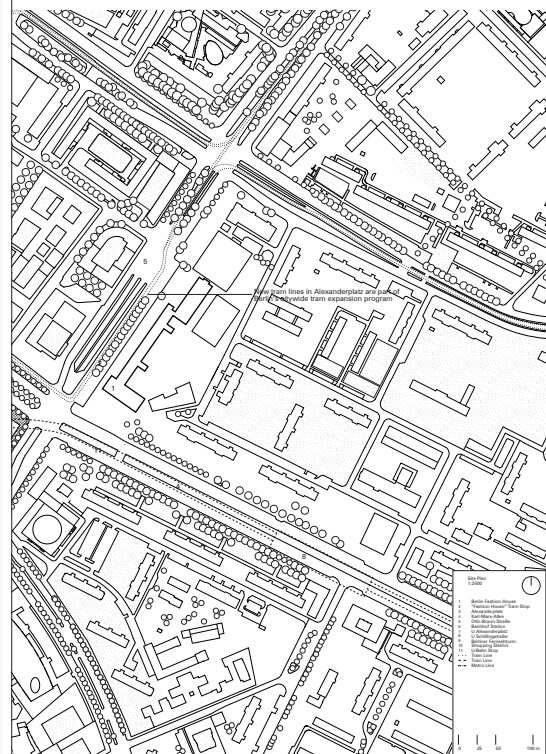 5
New tram lines in Alexanderplatz are part of
Berlin's citywide tram expansion program
1
8
Site Plan
1:2500
1 Berlin Fashion House
2 "Fashion House" Tram Stop
3 Alexanderplatz
4 Karl-Marx-Allee
5 Otto-Braun-Straße
6 Bahnhof Station
7 U Alexanderplatz
8 U Schillingstraße
9 Berliner Fernsehturm
10 Shopping District
11 U-Bahn Stop
Tram Line
Train Line
Metro Line
0 25 50 100 m